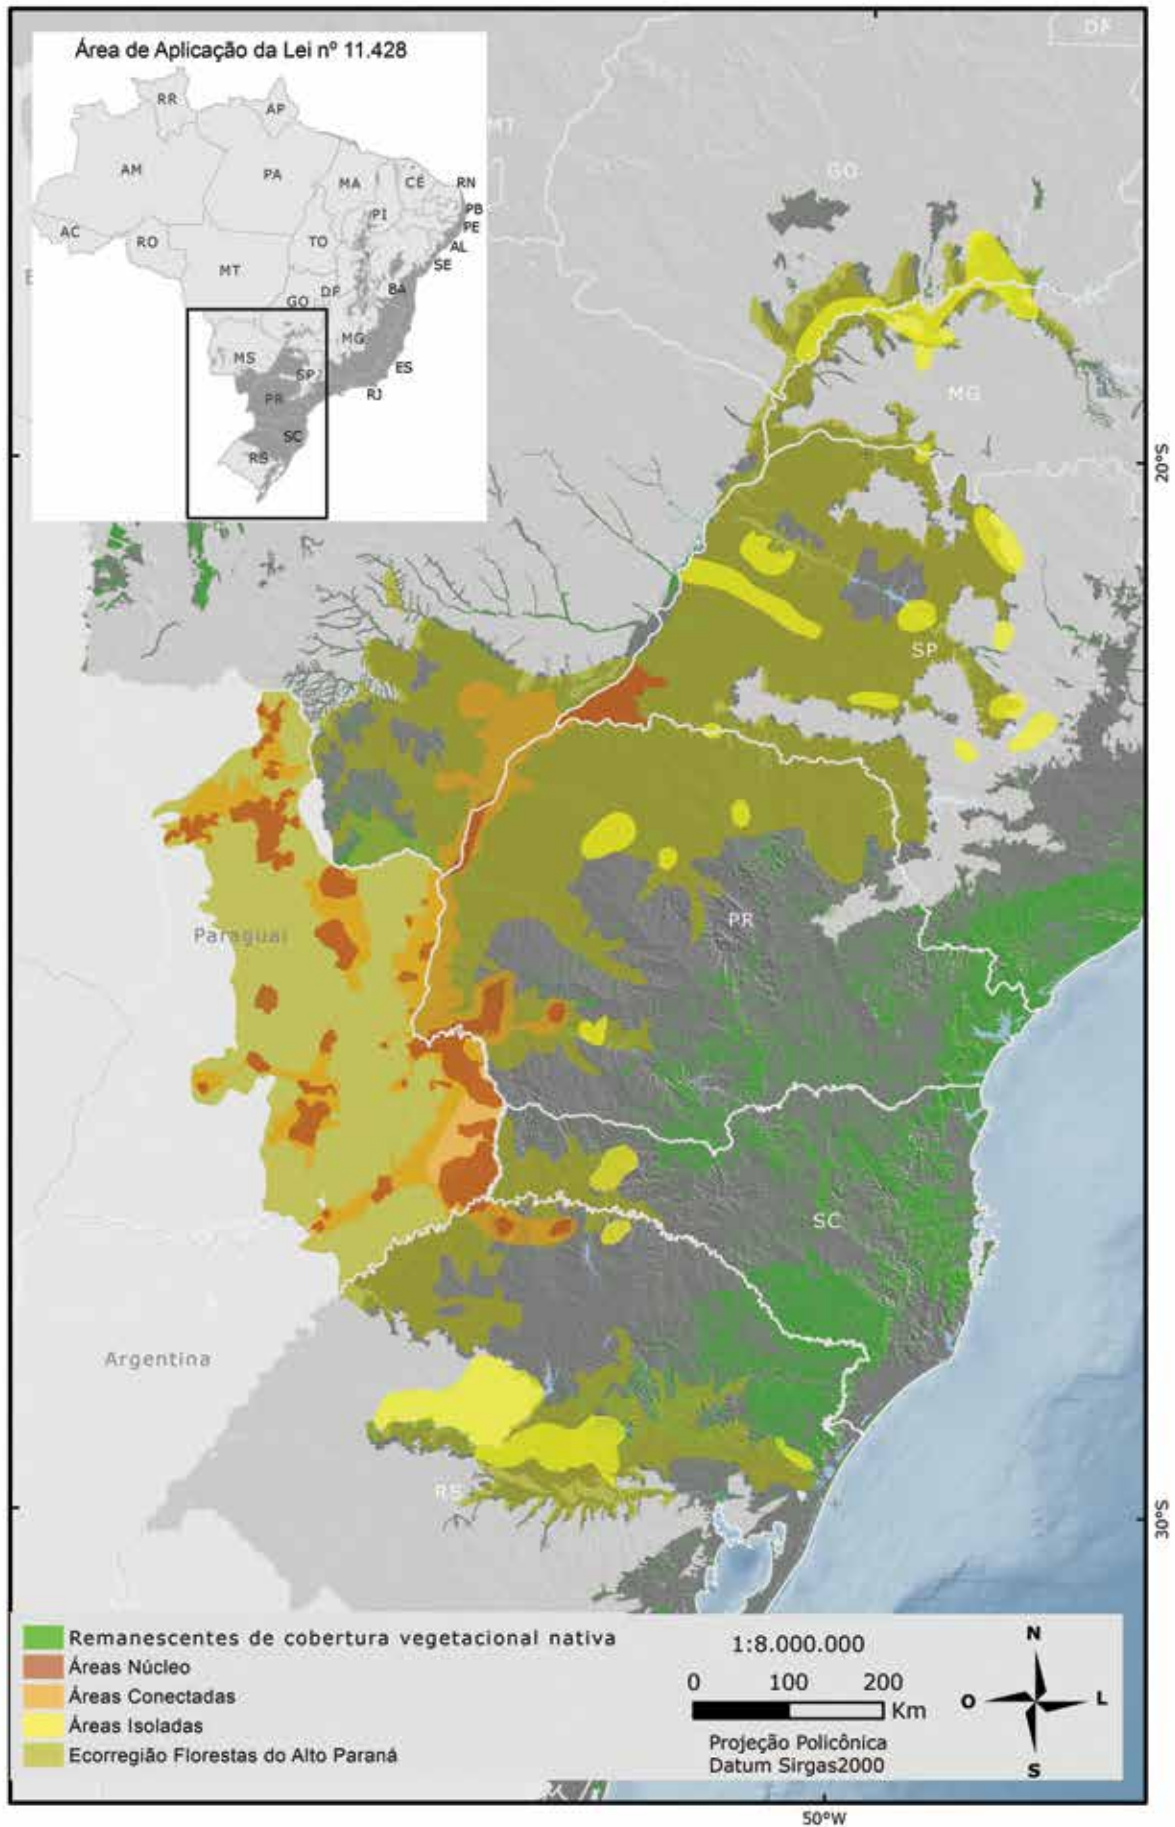 Área de Aplicação da Lei nº 11.428
RR
AP
AM
PA
MA
CE
RN
PB
PE
AL
SE
PI
AC
RO
TO
MT
BA
DF
GO
MG
MS
ES
SP
RJ
PR
SC
RS
DF
MT
GO
MG
20°S
SP
Paraguai
PR
SC
Argentina
RS
30°S
Remanescentes de cobertura vegetacional nativa
Áreas Núcleo
Áreas Conectadas
Áreas Isoladas
Ecorregião Florestas do Alto Paraná
1:8.000.000
0 100 200
Km
Projeção Policônica
Datum Sirgas2000
N
O L
S
50°W